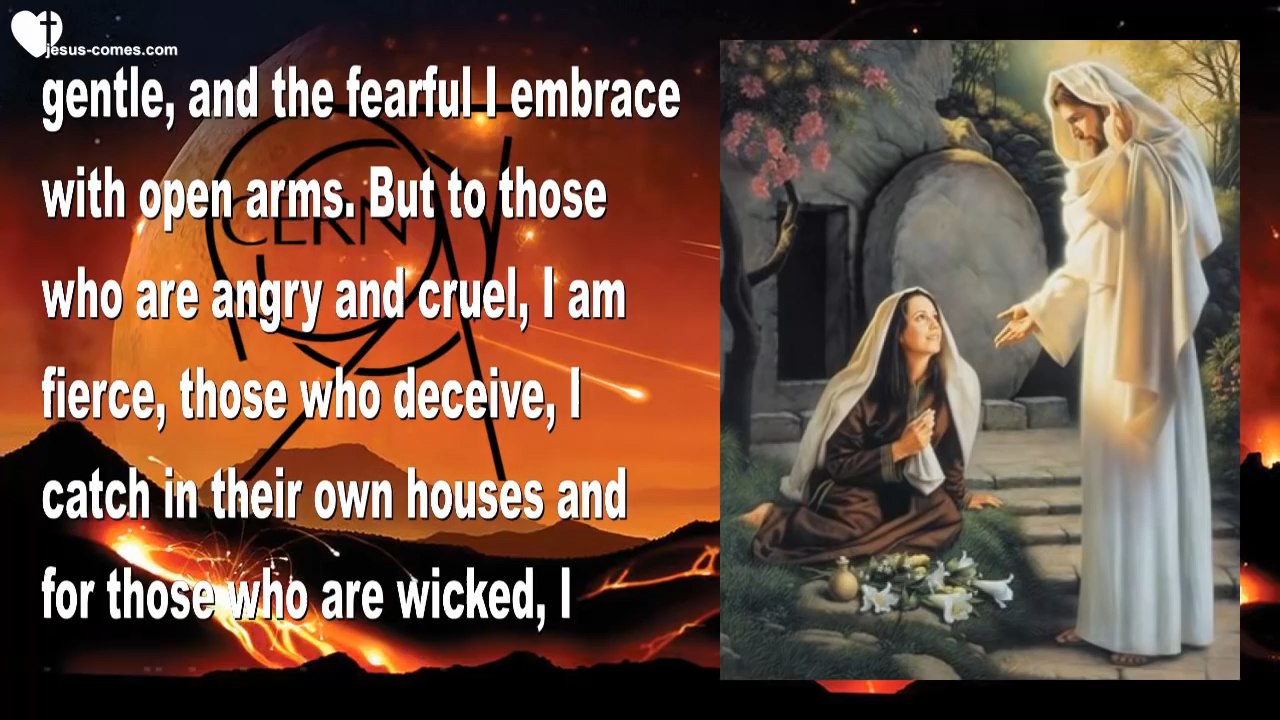 jesus-comes.com
gentle, and the fearful I embrace
with open arms. But to those
CERN
who are angry and cruel, I am
fierce, those who deceive, I
catch in their own houses and
for those who are wicked, I